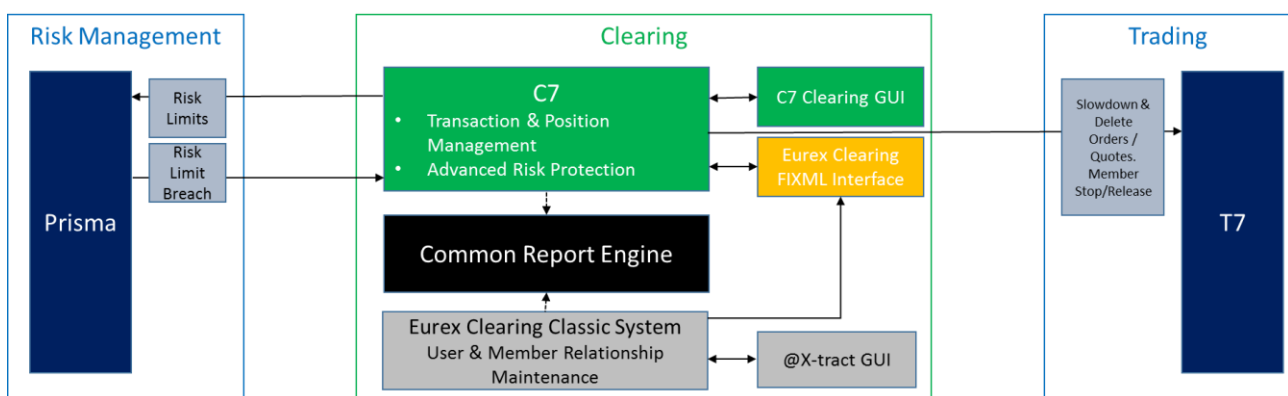 Risk Management
Prisma
Risk
Limits
Risk
Limit
Breach
Clearing
C7
• Transaction & Position
Management
• Advanced Risk Protection
C7 Clearing GUI
Eurex Clearing
FIXML Interface
Common Report Engine
Eurex Clearing Classic System
User & Member Relationship
Maintenance
@X-tract GUI
Trading
Slowdown &
Delete
Orders /
Quotes.
Member
Stop/Release
T7